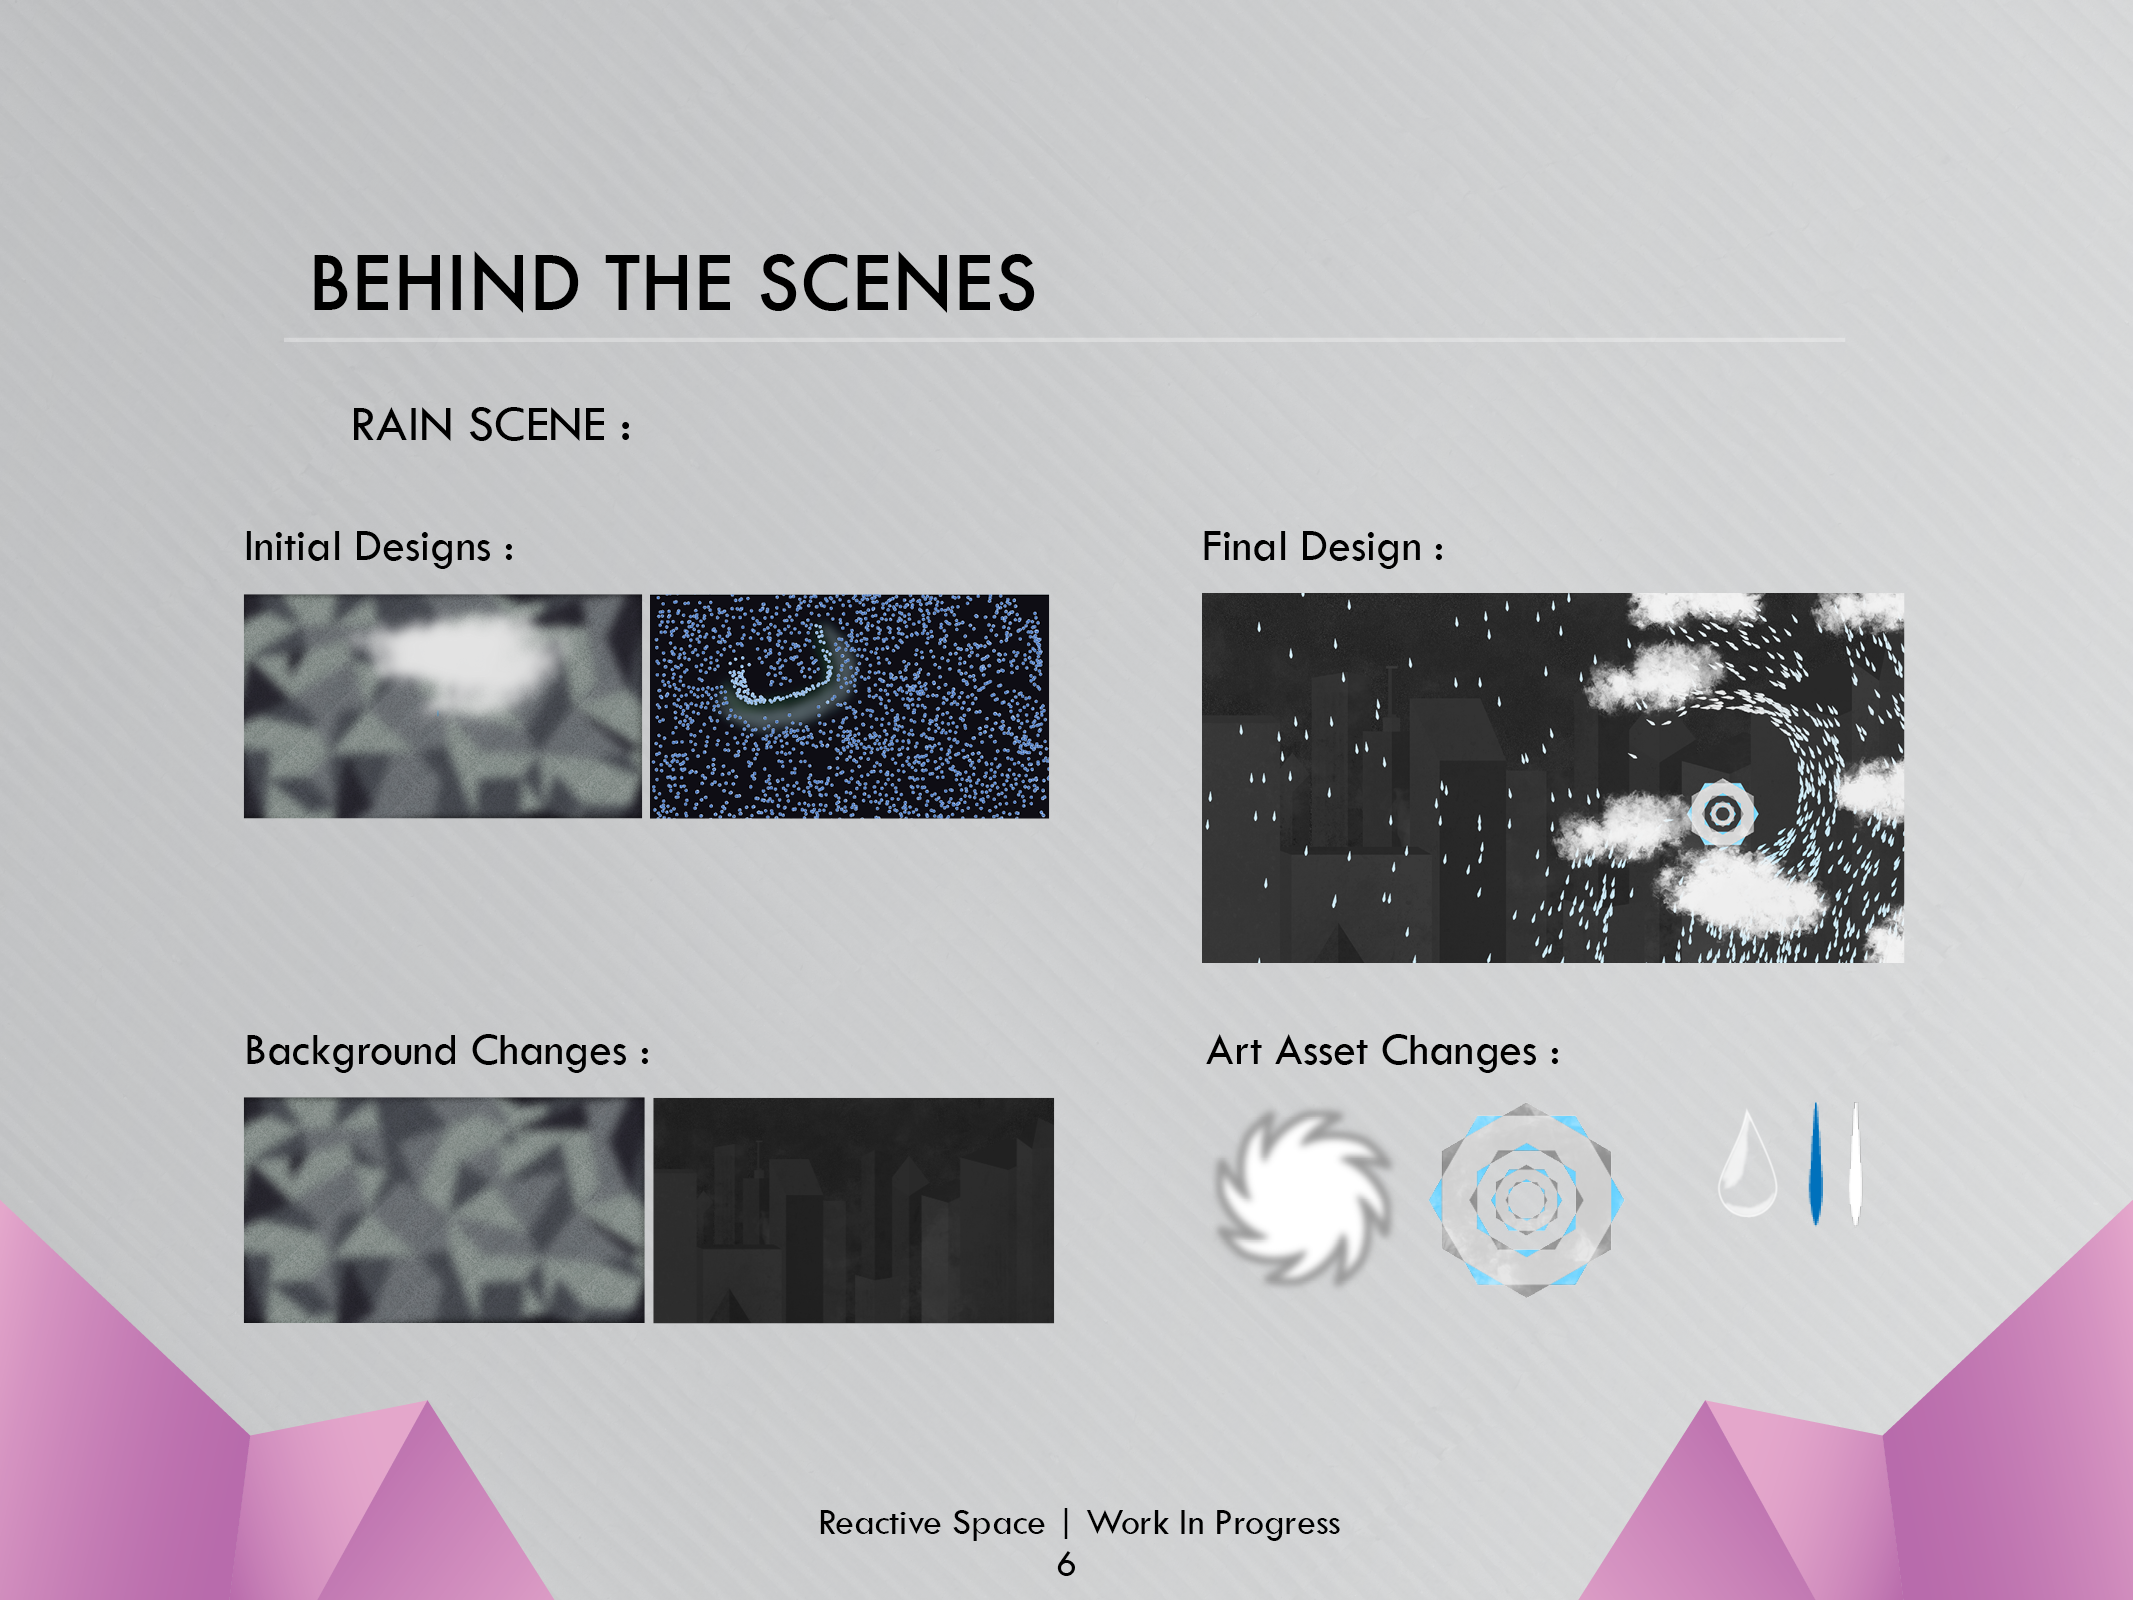 BEHIND THE SCENES
RAIN SCENE :
Initial Designs :
Final Design :
Background Changes :
Art Asset Changes :
Reactive Space | Work In Progress
6